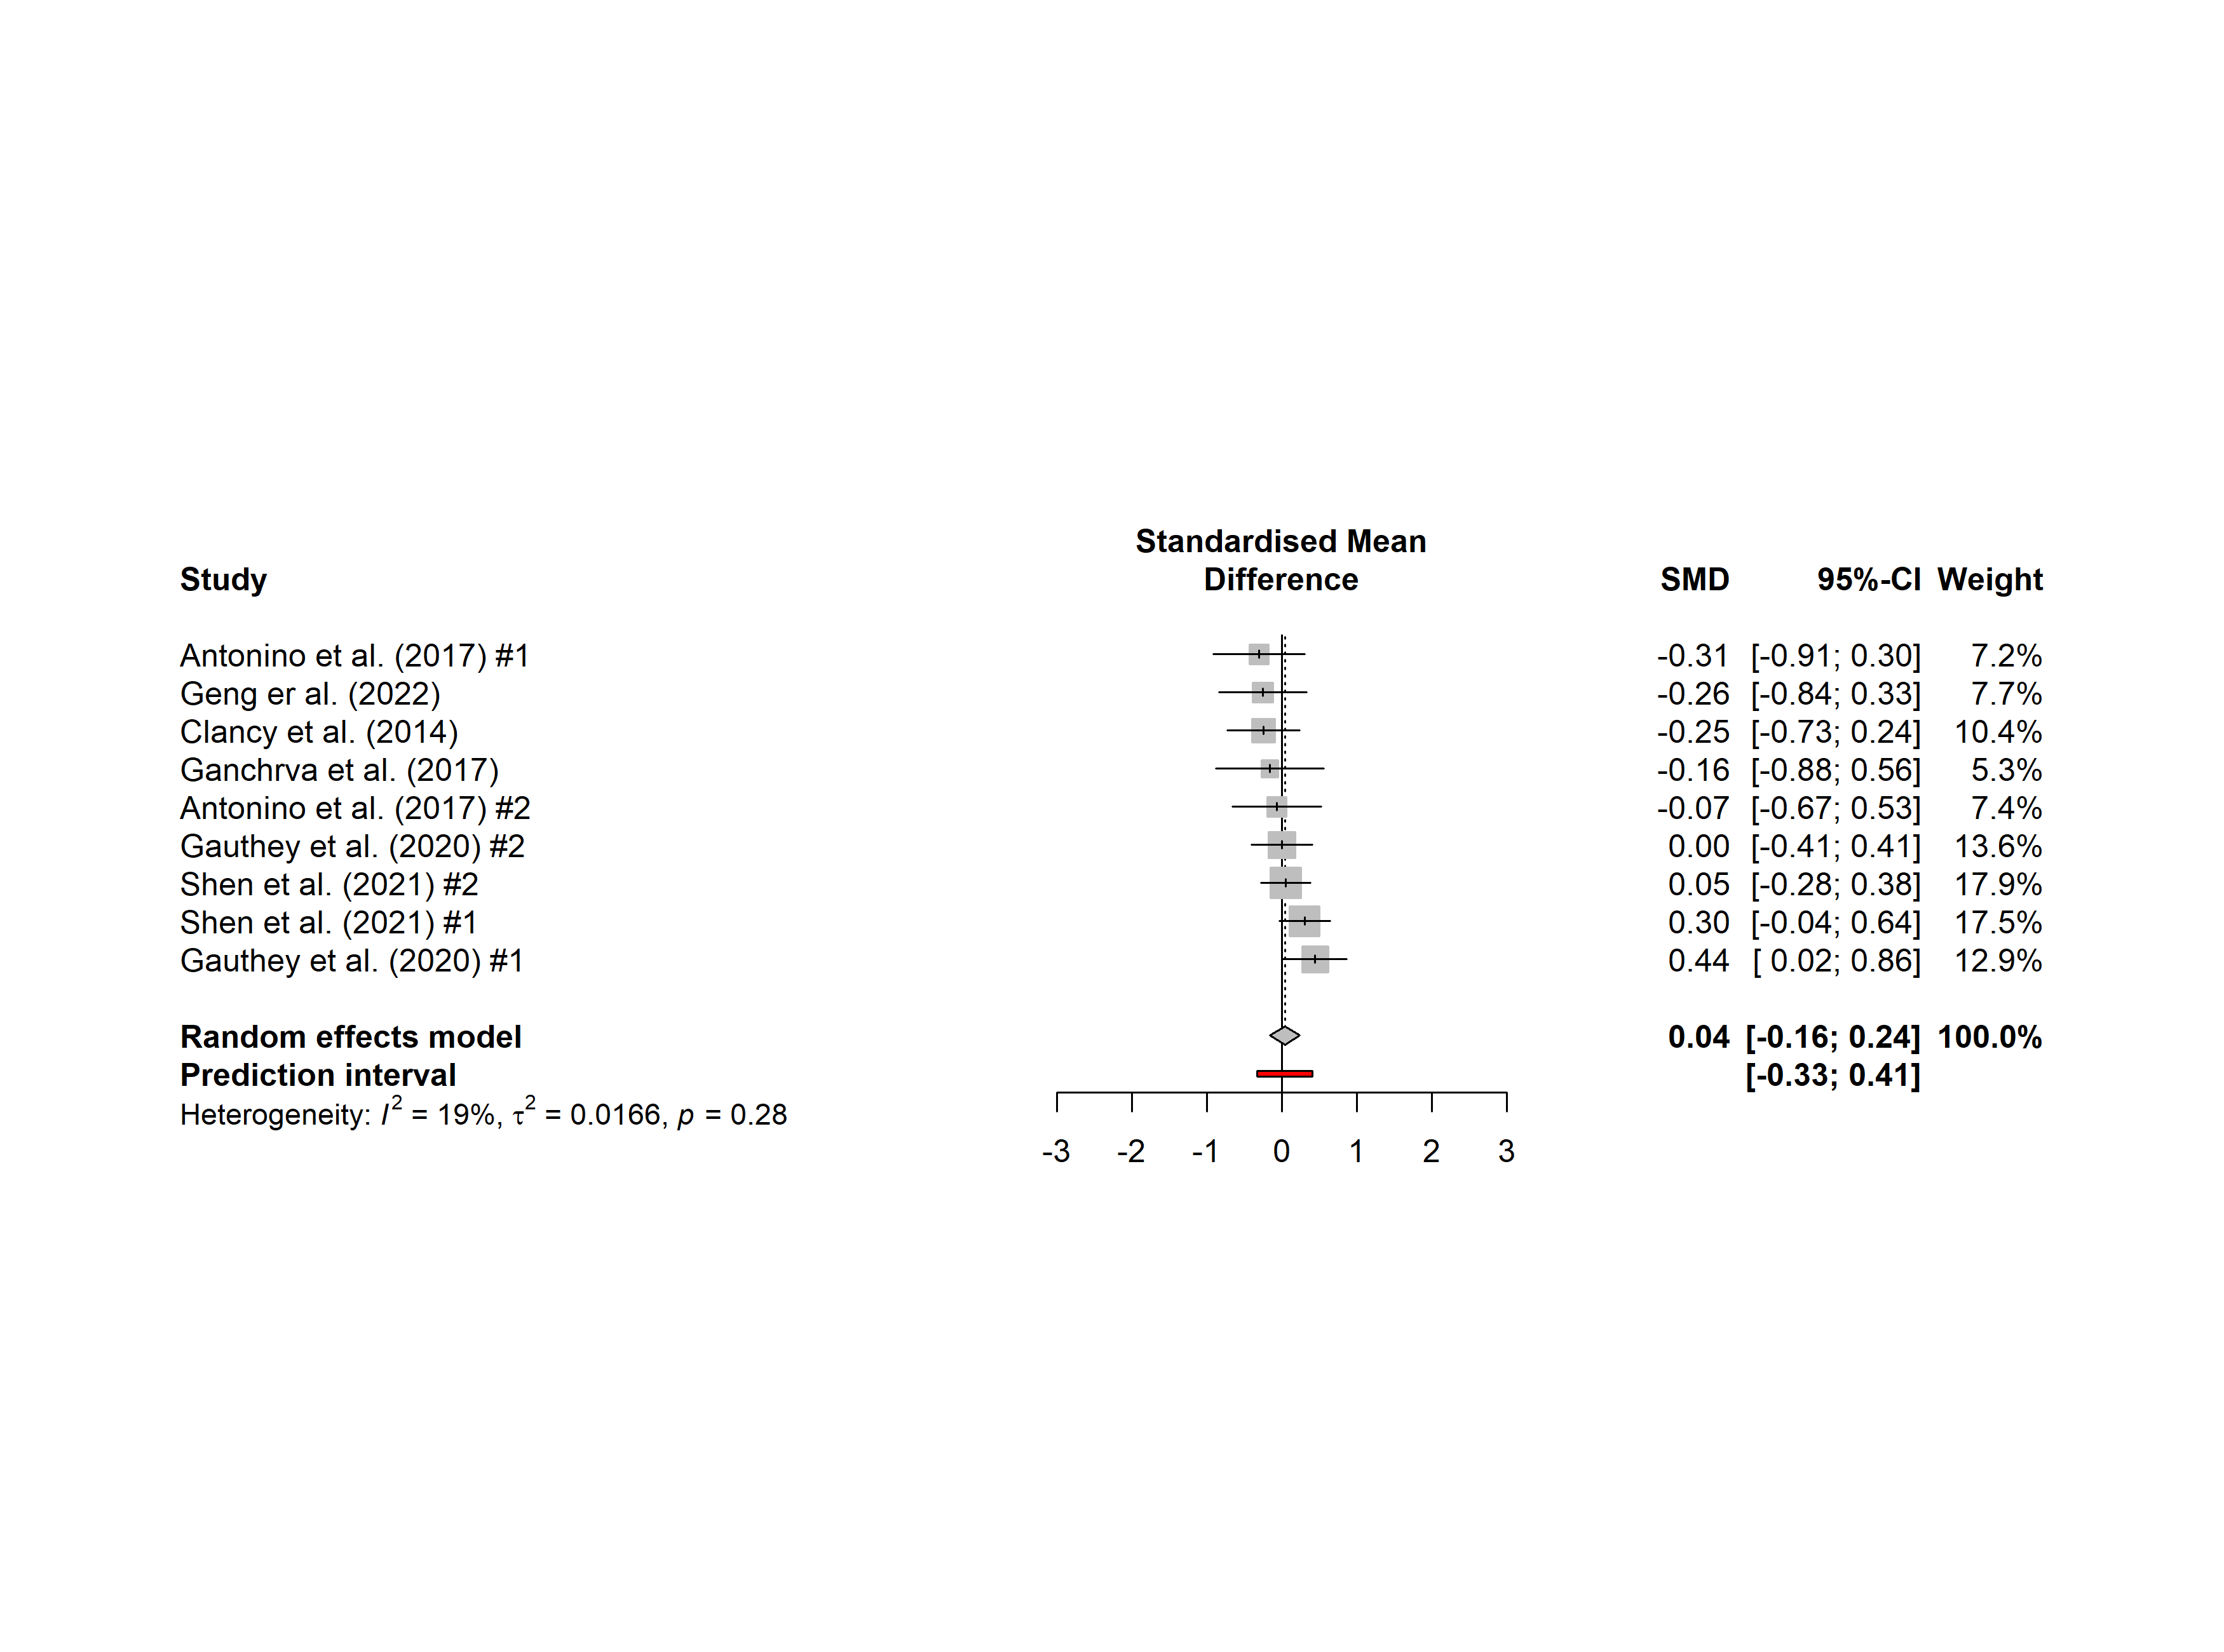 Standardised Mean
Study Difference SMD 95%-CI Weight
Antonino et al. (2017) #1 -0.31 [-0.91; 0.30] 7.2%
Geng er al. (2022) -0.26 [-0.84; 0.33] 7.7%
Clancy et al. (2014) -0.25 [-0.73; 0.24] 10.4%
Ganchrva et al. (2017) -0.16 [-0.88; 0.56] 5.3%
Antonino et al. (2017) #2 -0.07 [-0.67; 0.53] 7.4%
Gauthey et al. (2020) #2 0.00 [-0.41; 0.41] 13.6%
Shen et al. (2021) #2 0.05 [-0.28; 0.38] 17.9%
Shen et al. (2021) #1 0.30 [-0.04; 0.64] 17.5%
Gauthey et al. (2020) #1 0.44 [ 0.02; 0.86] 12.9%
Random effects model 0.04 [-0.16; 0.24] 100.0%
Prediction interval [-0.33; 0.41]
Heterogeneity: I² = 19%, τ² = 0.0166, p = 0.28
-3 -2 -1 0 1 2 3